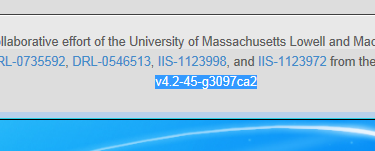 llaborative effort of the University of Massachusetts Lowell and Mac
RL-0735592, DRL-0546513, IIS-1123998, and IIS-1123972 from the
v4.2-45-g3097ca2